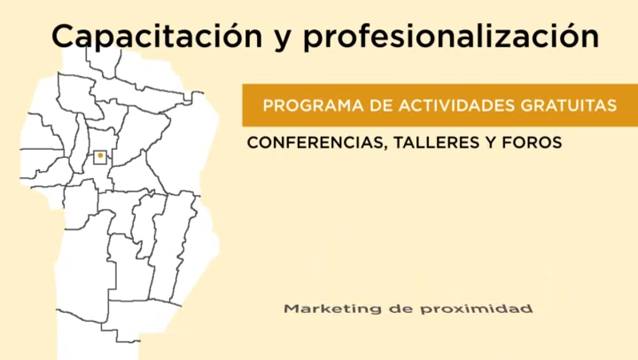 Capacitación y profesionalización
PROGRAMA DE ACTIVIDADES GRATUITAS
CONFERENCIAS, TALLERES Y FOROS
Marketing de proximidad